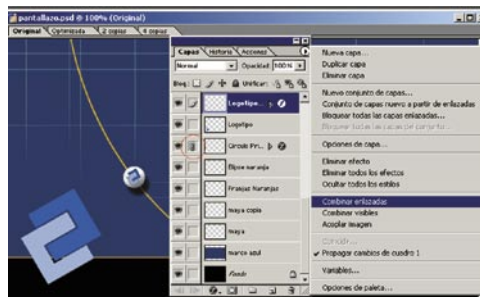 pantallazo.psd @ 100% (Original)
Original Optimizada 2 copias 4 copias
Capas Historia Acciones
Normal Opacidad: 100%
Bloq.: Unificar:
Logotipo...
Logotipo
Círculo Pri...
Elipse naranja
Franjas Naranjas
maya copia
maya
marco azul
Fondo
Nueva capa...
Duplicar capa
Eliminar capa
Nuevo conjunto de capas...
Conjunto de capas nuevo a partir de enlazadas
Bloquear todas las capas enlazadas...
Bloquear todas las capas del conjunto...
Opciones de capa...
Eliminar efecto
Eliminar todos los efectos
Ocultar todos los estilos
Combinar enlazadas
Combinar visibles
Acoplar imagen
Propagar cambios de cuadro 1
Variables...
Opciones de paleta...